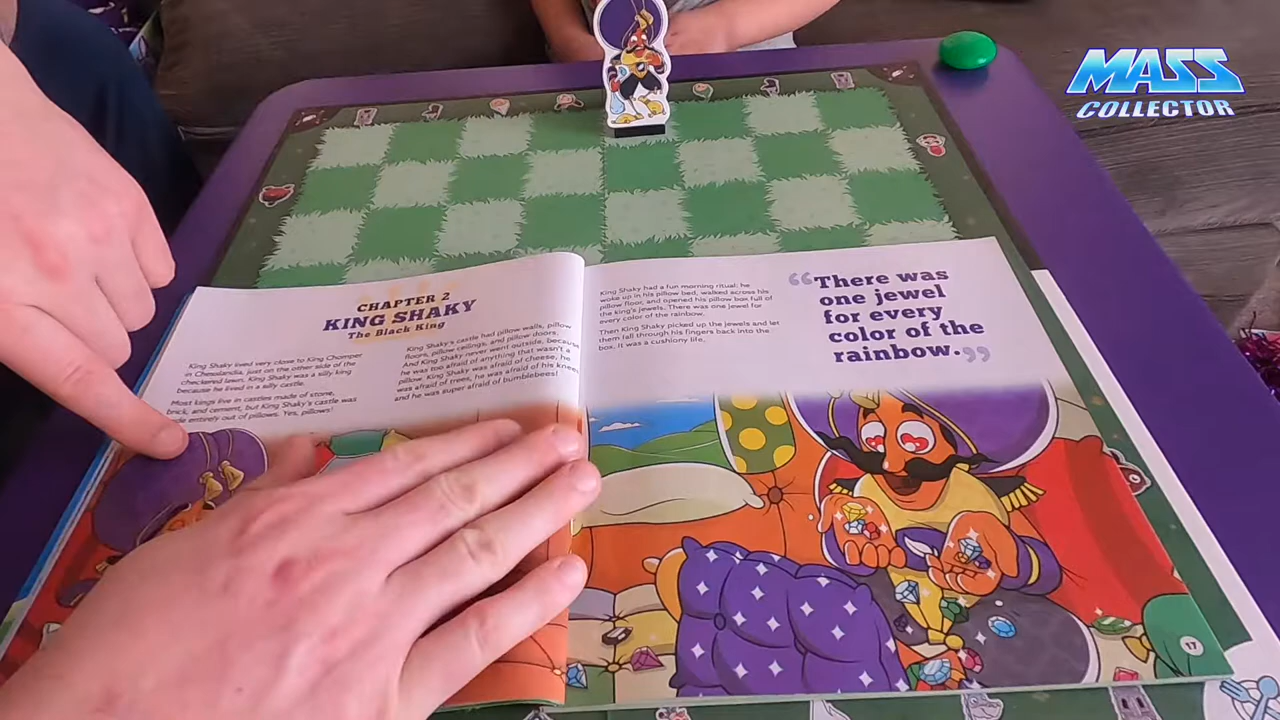 MASS
COLLECTOR
CHAPTER 2
KING SHAKY
The Black King
King Shaky lived very close to King Chomper
in Chesslandia, just on the other side of the
checkered lawn. King Shaky was a silly king
because he lived in a silly castle.
Most kings live in castles made of stone,
brick, and cement, but King Shaky's castle was
entirely out of pillows. Yes, pillows!
King Shaky's castle had pillow walls, pillow
floors, pillow ceilings, and pillow doors.
And King Shaky never went outside, because
he was too afraid of anything that wasn't a
pillow. King Shaky was afraid of cheese, he
was afraid of trees, he was afraid of his knees
and he was super afraid of bumblebees!
King Shaky had a fun morning ritual: he
woke up in his pillow bed, walked across his
pillow floor, and opened his pillow box full of
the king's jewels. There was one jewel for
every color of the rainbow.
Then King Shaky picked up the jewels and let
them fall through his fingers back into the
box. It was a cushiony life.
“There was
one jewel
for every
color of the
rainbow.”
17